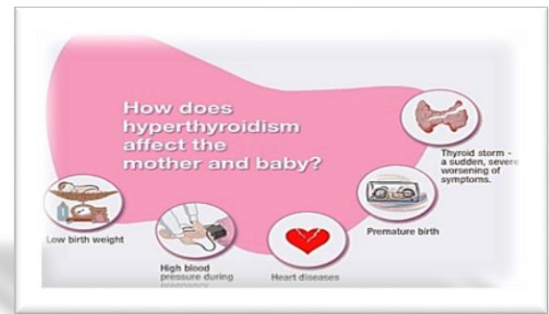 How does
hyperthyroidism
affect the
mother and baby?
Thyroid storm -
a sudden, severe
worsening of
symptoms.
Premature birth
Heart diseases
High blood
pressure during
pregnancy
Low birth weight